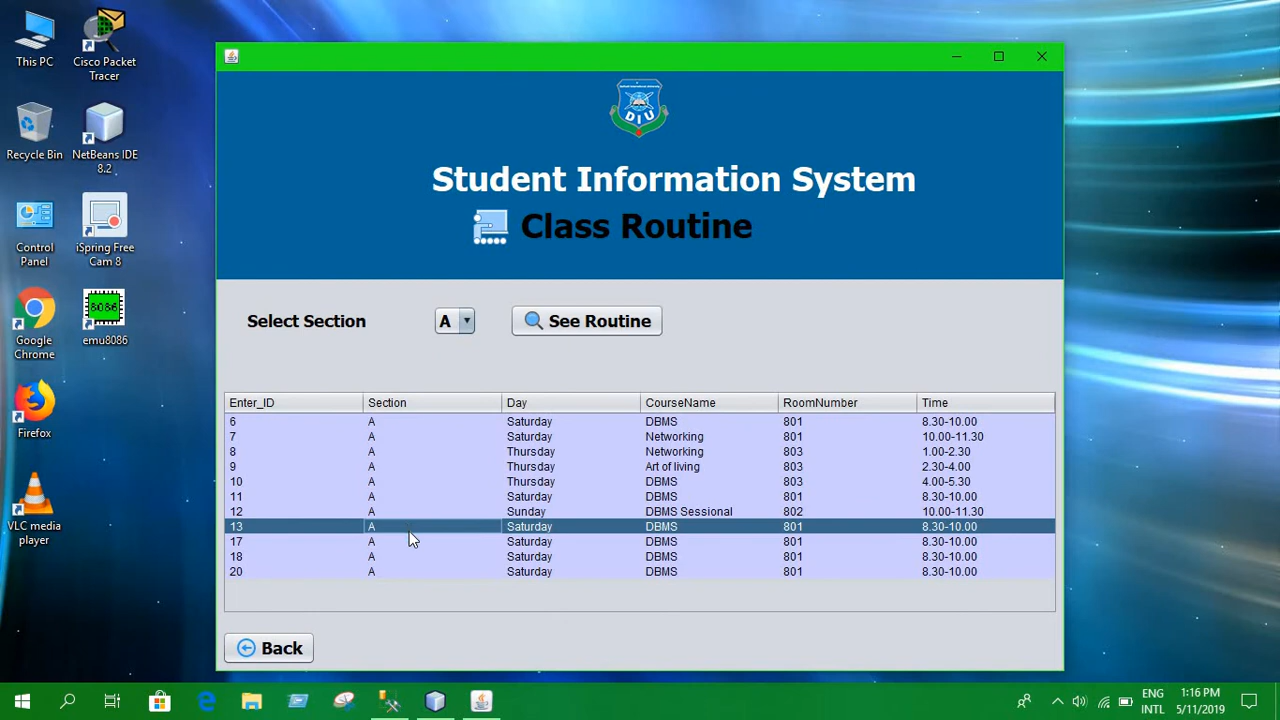 This PC
Cisco Packet
Tracer
Recycle Bin
NetBeans IDE
8.2
Control
Panel
iSpring Free
Cam 8
Google
Chrome
8086
emu8086
Firefox
VLC media
player
DIU
Student Information System
Class Routine
Select Section A See Routine
Enter_ID Section Day CourseName RoomNumber Time
6 A Saturday DBMS 801 8.30-10.00
7 A Saturday Networking 801 10.00-11.30
8 A Thursday Networking 803 1.00-2.30
9 A Thursday Art of living 803 2.30-4.00
10 A Thursday DBMS 803 4.00-5.30
11 A Saturday DBMS 801 8.30-10.00
12 A Sunday DBMS Sessional 802 10.00-11.30
13 A Saturday DBMS 801 8.30-10.00
17 A Saturday DBMS 801 8.30-10.00
18 A Saturday DBMS 801 8.30-10.00
20 A Saturday DBMS 801 8.30-10.00
Back
ENG
INTL
1:16 PM
5/11/2019